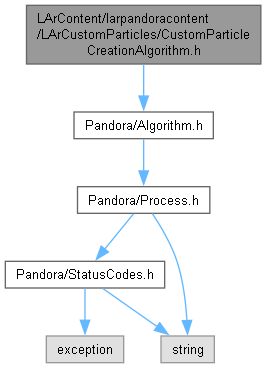 LArContent/larpandoracontent
/LArCustomParticles/CustomParticle
CreationAlgorithm.h
Pandora/Algorithm.h
Pandora/Process.h
Pandora/StatusCodes.h
exception
string